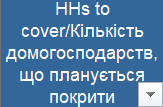 HHs to
cover/Кількість
домогосподарств,
що планується
покрити